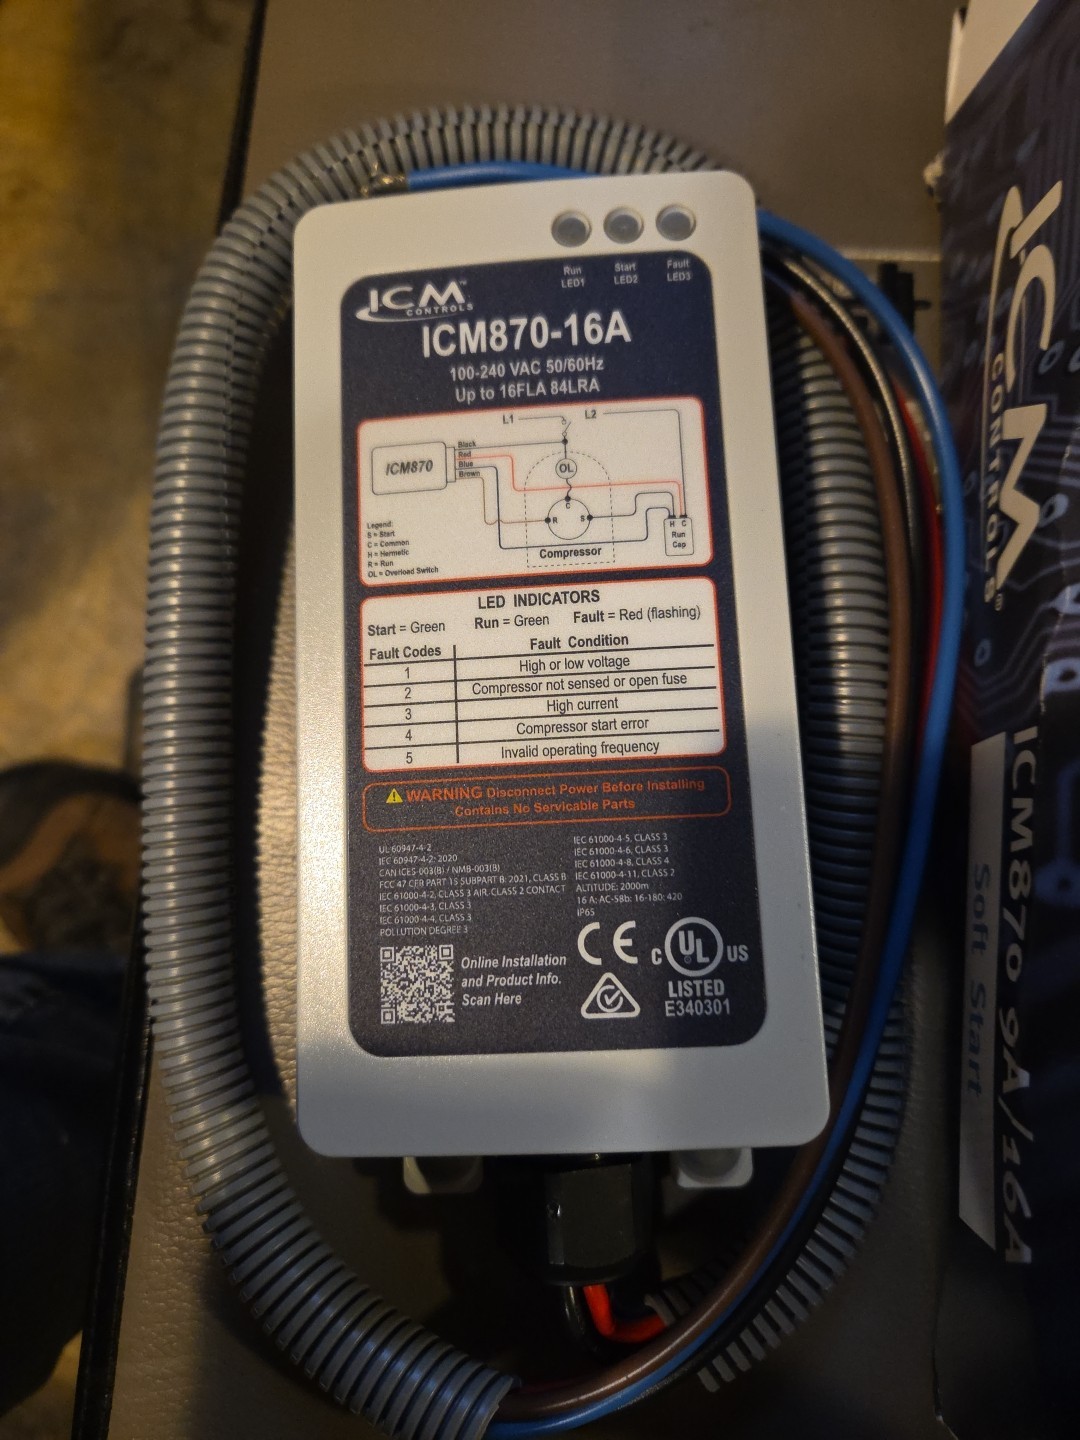 Run
LED1
Start
LED2
Fault
LED3
ICM™
CONTROLS
ICM870-16A
100-240 VAC 50/60Hz
Up to 16FLA 84LRA
L1
L2
ICM870
Black
Red
Blue
Brown
OL
C
R
S
H C
Run
Cap
Compressor
Legend:
S = Start
C = Common
H = Hermetic
R = Run
OL = Overload Switch
LED INDICATORS
Start = Green Run = Green Fault = Red (flashing)
Fault Codes Fault Condition
1 High or low voltage
2 Compressor not sensed or open fuse
3 High current
4 Compressor start error
5 Invalid operating frequency
WARNING Disconnect Power Before Installing
Contains No Servicable Parts
UL 60947-4-2
IEC 60947-4-2: 2020
CAN ICES-003(B) / NMB-003(B)
FCC 47 CFR PART 15 SUBPART B: 2021, CLASS B
IEC 61000-4-2, CLASS 3 AIR, CLASS 2 CONTACT
IEC 61000-4-3, CLASS 3
IEC 61000-4-4, CLASS 3
POLLUTION DEGREE 3
IEC 61000-4-5, CLASS 3
IEC 61000-4-6, CLASS 3
IEC 61000-4-8, CLASS 4
IEC 61000-4-11, CLASS 2
ALTITUDE: 2000m
16 A: AC-58b: 16-180: 420
IP65
Online Installation
and Product Info.
Scan Here
CE
C UL US
LISTED
E340301
ICM
CONTROLS®
ICM870 9A/16A
Soft Start